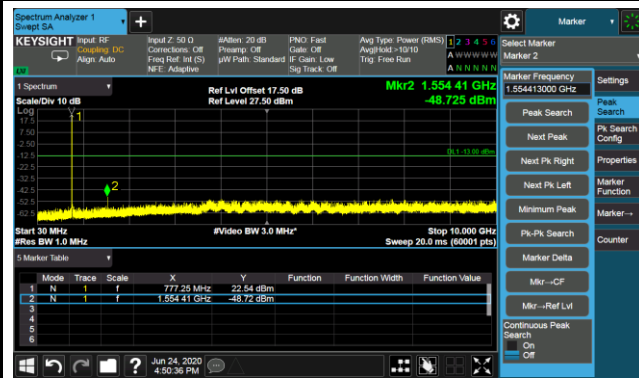 Spectrum Analyzer 1
Swept SA
KEYSIGHT
Input: RF
Coupling: DC
Align: Auto
Input Z: 50 Ω
Corrections: Off
Freq Ref: Int (S)
NFE: Adaptive
#Atten: 20 dB
Preamp: Off
µW Path: Standard
PNO: Fast
Gate: Off
IF Gain: Low
Sig Track: Off
Avg Type: Power (RMS)
Avg|Hold:>10/10
Trig: Free Run
1 2 3 4 5 6
A W W W W W
A N N N N N
LXI
1 Spectrum
Scale/Div 10 dB
Log
Ref Lvl Offset 17.50 dB
Ref Level 27.50 dBm
Mkr2 1.554 41 GHz
-48.725 dBm
17.5
7.50
-2.50
-12.5
-22.5
-32.5
-42.5
-52.5
-62.5
1
2
DL1 -13.00 dBm
Start 30 MHz
#Res BW 1.0 MHz
#Video BW 3.0 MHz*
Stop 10.000 GHz
Sweep 20.0 ms (60001 pts)
5 Marker Table
Mode Trace Scale X Y Function Function Width Function Value
1 N 1 f 777.25 MHz 22.54 dBm
2 N 1 f 1.554 41 GHz -48.72 dBm
3
4
5
6
Jun 24, 2020
4:50:36 PM
Marker
Select Marker
Marker 2
Marker Frequency
1.554413000 GHz
Peak Search
Next Peak
Next Pk Right
Next Pk Left
Minimum Peak
Pk-Pk Search
Marker Delta
Mkr→CF
Mkr→Ref Lvl
Continuous Peak
Search
On
Off
Settings
Peak
Search
Pk Search
Config
Properties
Marker
Function
Marker→
Counter